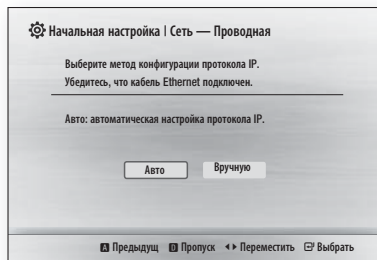 Начальная настройка | Сеть — Проводная
Выберите метод конфигурации протокола IP.
Убедитесь, что кабель Ethernet подключен.
Авто: автоматическая настройка протокола IP.
Авто Вручную
A Предыдущ D Пропуск Переместить Выбрать